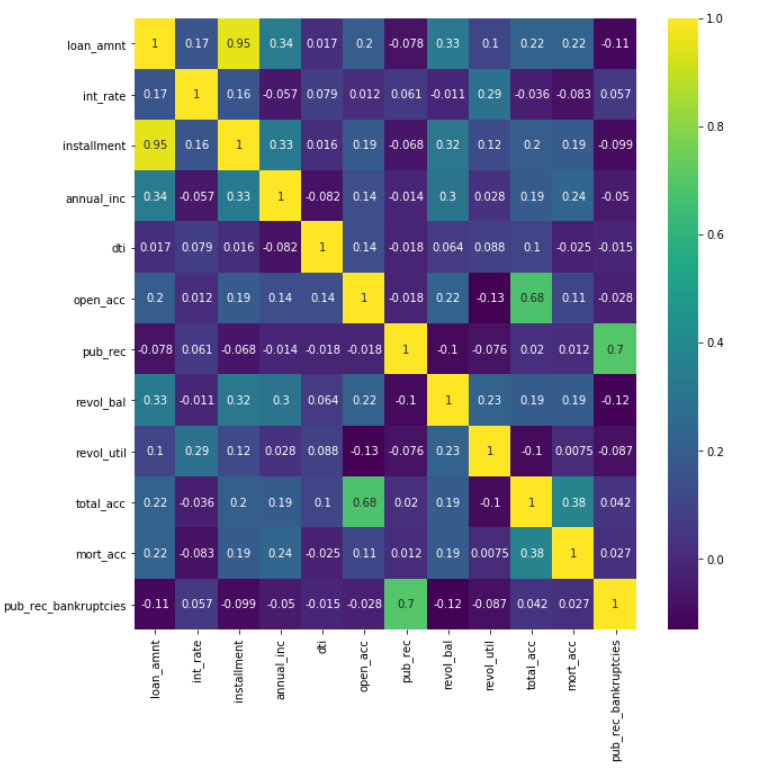 loan_amnt 1 0.17 0.95 0.34 0.017 0.2 -0.078 0.33 0.1 0.22 0.22 -0.11
int_rate 0.17 1 0.16 -0.057 0.079 0.012 0.061 -0.011 0.29 -0.036 -0.083 0.057
installment 0.95 0.16 1 0.33 0.016 0.19 -0.068 0.32 0.12 0.2 0.19 -0.099
annual_inc 0.34 -0.057 0.33 1 -0.082 0.14 -0.014 0.3 0.028 0.19 0.24 -0.05
dti 0.017 0.079 0.016 -0.082 1 0.14 -0.018 0.064 0.088 0.1 -0.025 -0.015
open_acc 0.2 0.012 0.19 0.14 0.14 1 -0.018 0.22 -0.13 0.68 0.11 -0.028
pub_rec -0.078 0.061 -0.068 -0.014 -0.018 -0.018 1 -0.1 -0.076 0.02 0.012 0.7
revol_bal 0.33 -0.011 0.32 0.3 0.064 0.22 -0.1 1 0.23 0.19 0.19 -0.12
revol_util 0.1 0.29 0.12 0.028 0.088 -0.13 -0.076 0.23 1 -0.1 0.0075 -0.087
total_acc 0.22 -0.036 0.2 0.19 0.1 0.68 0.02 0.19 -0.1 1 0.38 0.042
mort_acc 0.22 -0.083 0.19 0.24 -0.025 0.11 0.012 0.19 0.0075 0.38 1 0.027
pub_rec_bankruptcies -0.11 0.057 -0.099 -0.05 -0.015 -0.028 0.7 -0.12 -0.087 0.042 0.027 1
loan_amnt
int_rate
installment
annual_inc
dti
open_acc
pub_rec
revol_bal
revol_util
total_acc
mort_acc
pub_rec_bankruptcies
1.0
0.8
0.6
0.4
0.2
0.0